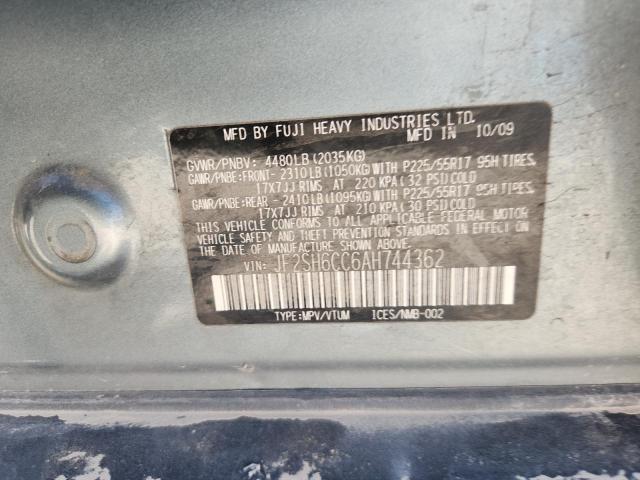 MFD BY FUJI HEAVY INDUSTRIES LTD.
MFD IN 10/09
GVWR/PNBV: 4480LB(2035KG)
GAWR/PNBE:FRONT- 2310LB(1050KG)WITH P225/55R17 95H TIRES,
17X7JJ RIMS AT 220 KPA( 32 PSI)COLD
GAWR/PNBE:REAR - 2410LB(1095KG)WITH P225/55R17 95H TIRES,
17X7JJ RIMS AT 210 KPA( 30 PSI)COLD
THIS VEHICLE CONFORMS TO ALL APPLICABLE FEDERAL MOTOR
VEHICLE SAFETY AND THEFT PREVENTION STANDARDS IN EFFECT ON
THE DATE OF MANUFACTURE SHOWN ABOVE.
VIN: JF2SH6CC6AH744362
TYPE:MPV/VTUM ICES/NMB-002